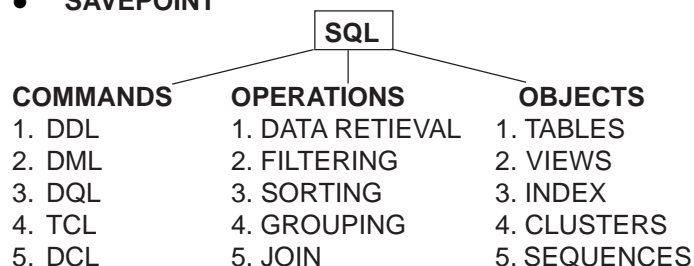 ● SAVEPOINT
SQL
COMMANDS OPERATIONS OBJECTS
1. DDL 1. DATA RETIEVAL 1. TABLES
2. DML 2. FILTERING 2. VIEWS
3. DQL 3. SORTING 3. INDEX
4. TCL 4. GROUPING 4. CLUSTERS
5. DCL 5. JOIN 5. SEQUENCES